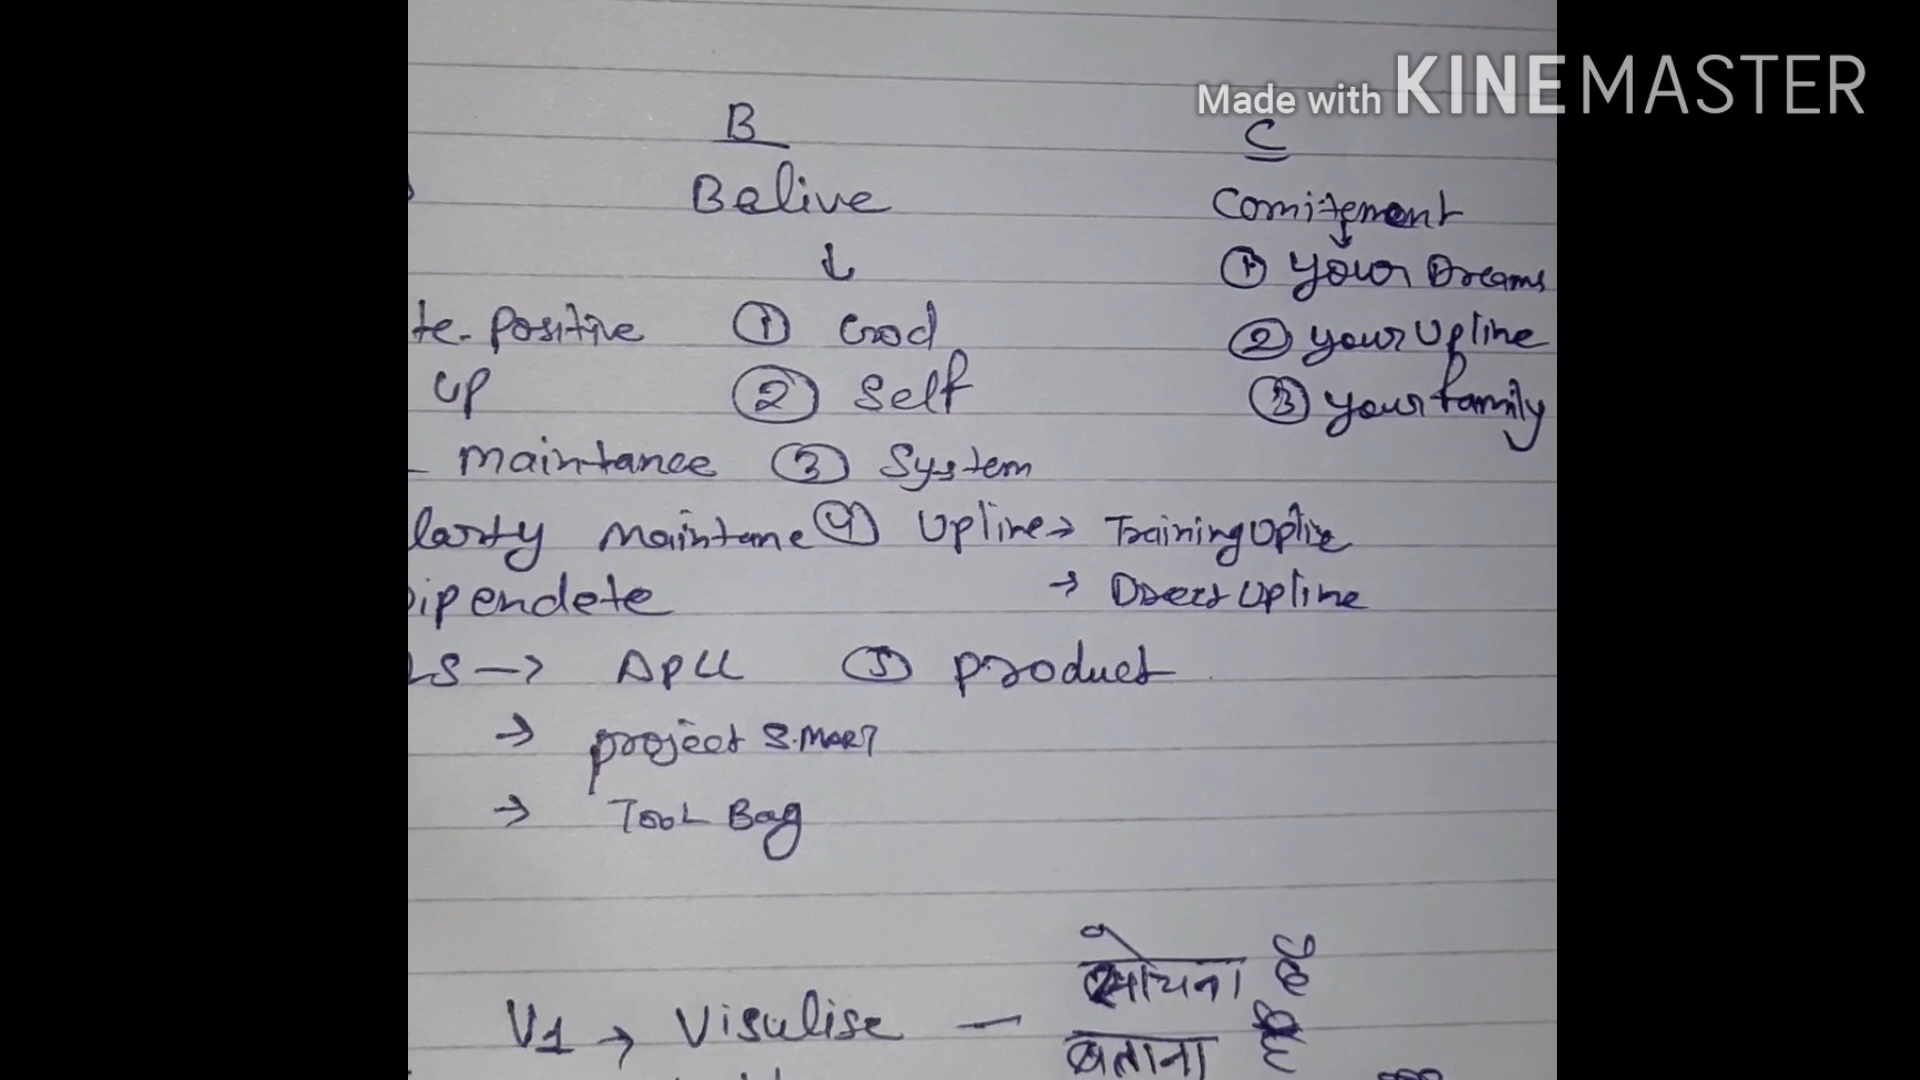 Made with KINEMASTER
B C
Belive Comitement
te- Positive ① God ① your Dreams
up ② Self ② your Upline
- maintance ③ System ③ your family
larty maintane ④ Upline → Training Upline
Dipendete → Direct Upline
LS → APLL ⑤ product
→ project S.MART
→ TOOL Bag
V1 → Visulise — सोचना है
बताना